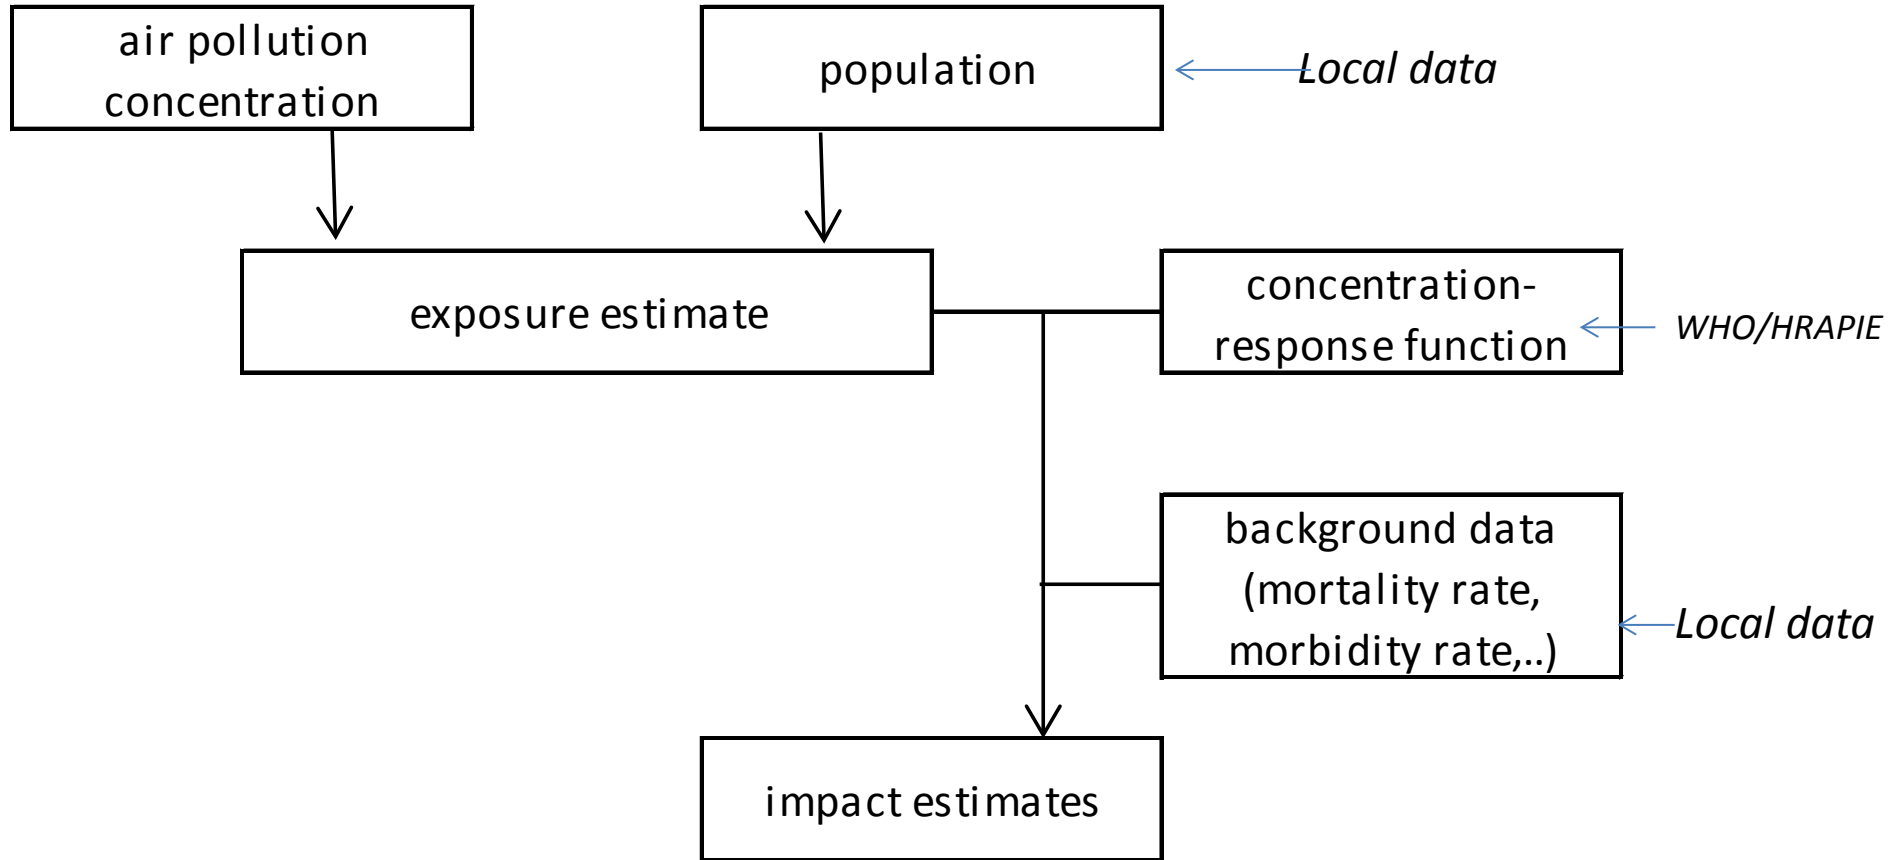 air pollution
concentration
population
Local data
exposure estimate
concentration-
response function
WHO/HRAPIE
background data
(mortality rate,
morbidity rate,..)
Local data
impact estimates